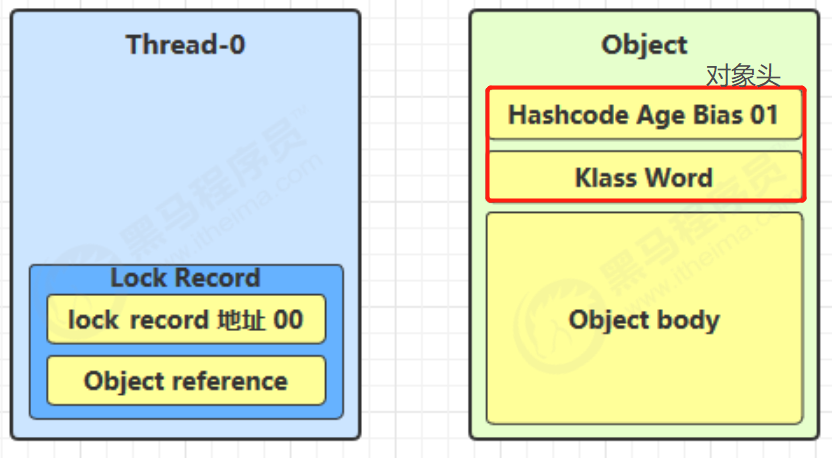 Thread-0
Lock Record
lock record 地址 00
Object reference
Object
对象头
Hashcode Age Bias 01
Klass Word
Object body
黑马程序员
www.itheima.com
黑马程序员
www.itheima.com